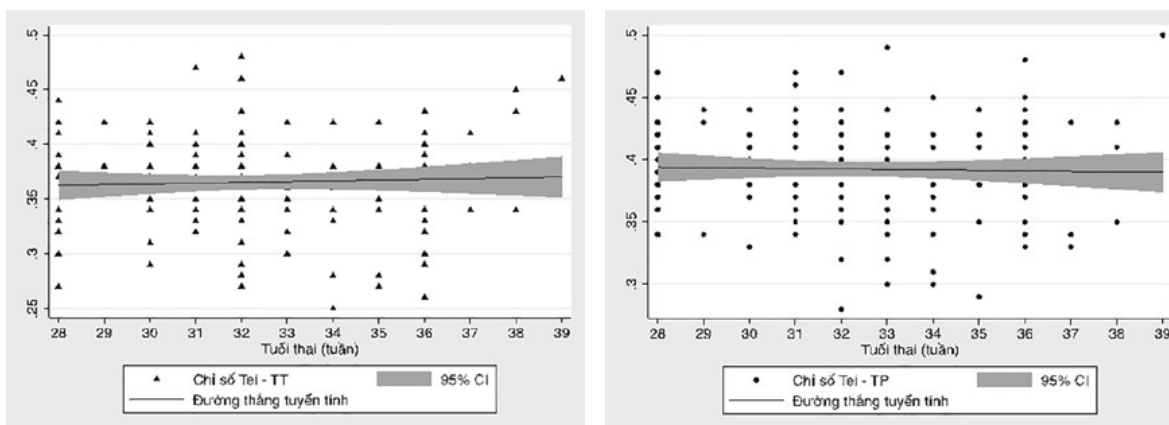 .5
.45
.4
.35
.3
.25
28 29 30 31 32 33 34 35 36 37 38 39
Tuổi thai (tuần)
Chỉ số Tei - TT 95% CI
Đường thẳng tuyến tính
.5
.45
.4
.35
.3
28 29 30 31 32 33 34 35 36 37 38 39
Tuổi thai (tuần)
Chỉ số Tei - TP 95% CI
Đường thẳng tuyến tính